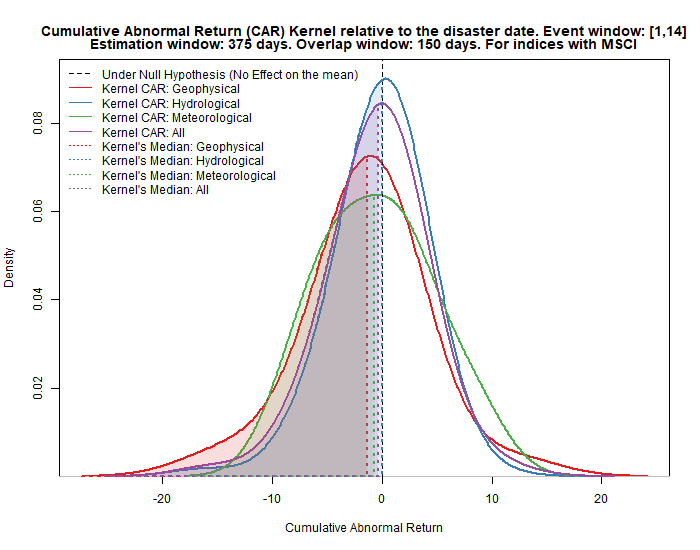 Cumulative Abnormal Return (CAR) Kernel relative to the disaster date. Event window: [1,14]
Estimation window: 375 days. Overlap window: 150 days. For indices with MSCI
Under Null Hypothesis (No Effect on the mean)
Kernel CAR: Geophysical
Kernel CAR: Hydrological
Kernel CAR: Meteorological
Kernel CAR: All
Kernel's Median: Geophysical
Kernel's Median: Hydrological
Kernel's Median: Meteorological
Kernel's Median: All
Density
0.08
0.06
0.04
0.02
-20 -10 0 10 20
Cumulative Abnormal Return